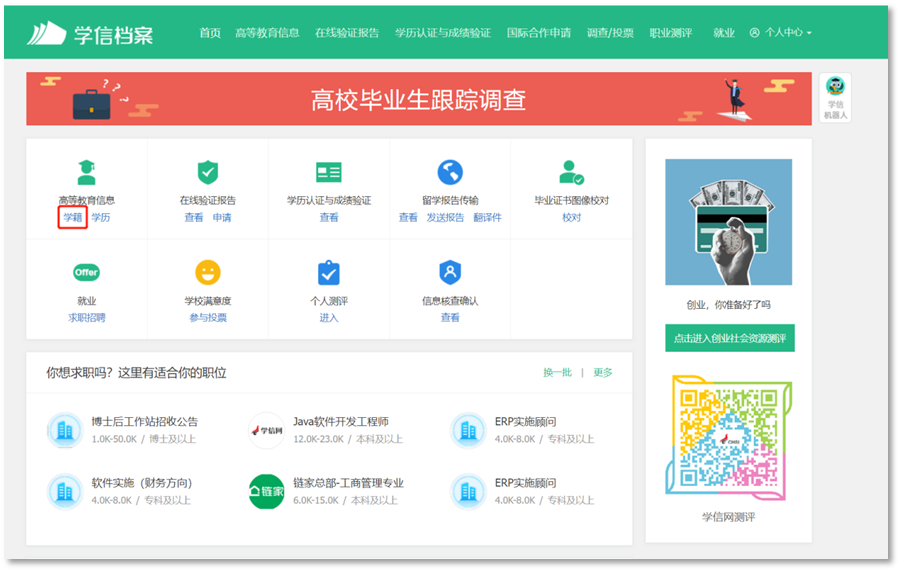 学信档案 首页 高等教育信息 在线验证报告 学历认证与成绩验证 国际合作申请 调查/投票 职业测评 就业 个人中心
高校毕业生跟踪调查
学信
机器人
高等教育信息 在线验证报告 学历认证与成绩验证 留学报告传输 毕业证书图像校对
学籍 学历 查看 申请 查看 查看 发送报告 翻译件 校对
Offer
就业 学校满意度 个人测评 信息核查确认
求职招聘 参与投票 进入 查看
创业，你准备好了吗
点击进入创业社会资源测评
你想求职吗？这里有适合你的职位 换一批 | 更多
博士后工作站招收公告 学信网 Java软件开发工程师 ERP实施顾问
1.0K-50.0K / 博士及以上 12.0K-23.0K / 本科及以上 4.0K-8.0K / 专科及以上
软件实施（财务方向） 链家 链家总部-工商管理专业 ERP实施顾问
4.0K-8.0K / 专科及以上 6.0K-15.0K / 本科及以上 4.0K-8.0K / 专科及以上
学信网测评